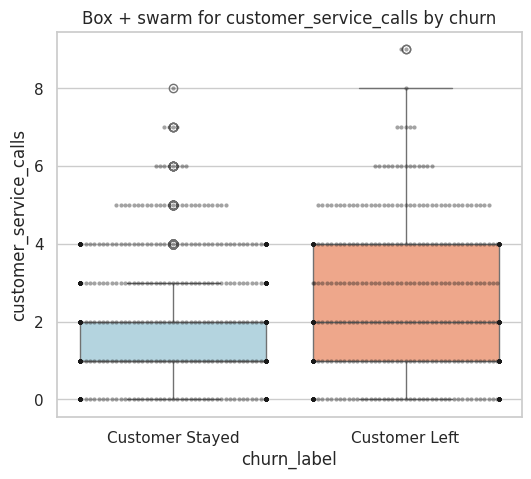 Box + swarm for customer_service_calls by churn
customer_service_calls
8
6
4
2
0
Customer Stayed
Customer Left
churn_label